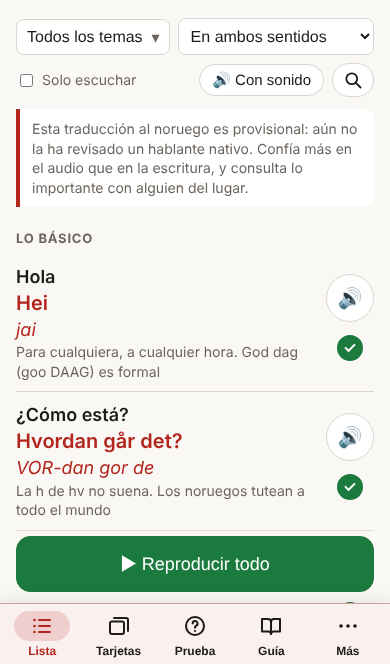 Todos los temas
En ambos sentidos
Solo escuchar
Con sonido
Esta traducción al noruego es provisional: aún no
la ha revisado un hablante nativo. Confía más en
el audio que en la escritura, y consulta lo
importante con alguien del lugar.
LO BÁSICO
Hola
Hei
jai
Para cualquiera, a cualquier hora. God dag
(goo DAAG) es formal
¿Cómo está?
Hvordan går det?
VOR-dan gor de
La h de hv no suena. Los noruegos tutean a
todo el mundo
Reproducir todo
Lista
Tarjetas
Prueba
Guía
Más